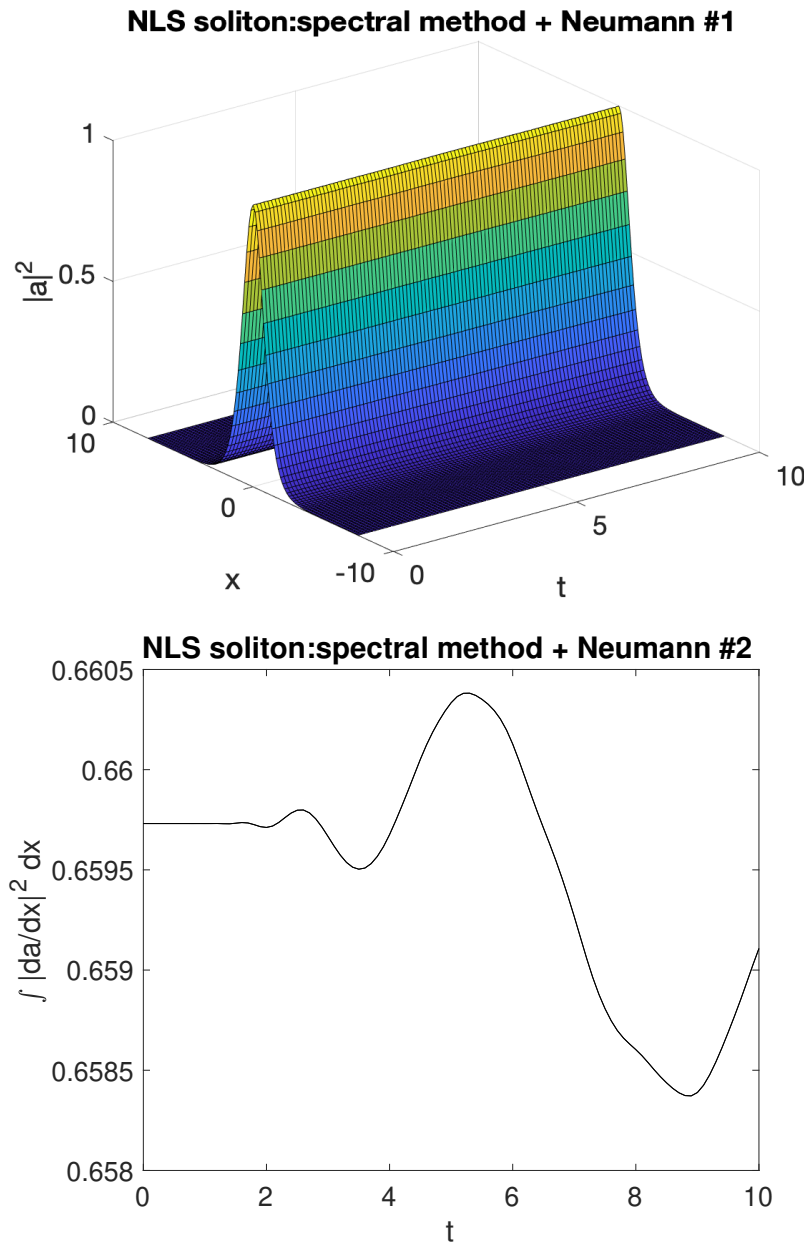 NLS soliton:spectral method + Neumann #1
1
0.5
0
|a|²
10
0
-10
x
0
5
10
t
NLS soliton:spectral method + Neumann #2
0.6605
0.66
0.6595
0.659
0.6585
0.658
∫ |da/dx|² dx
0 2 4 6 8 10
t